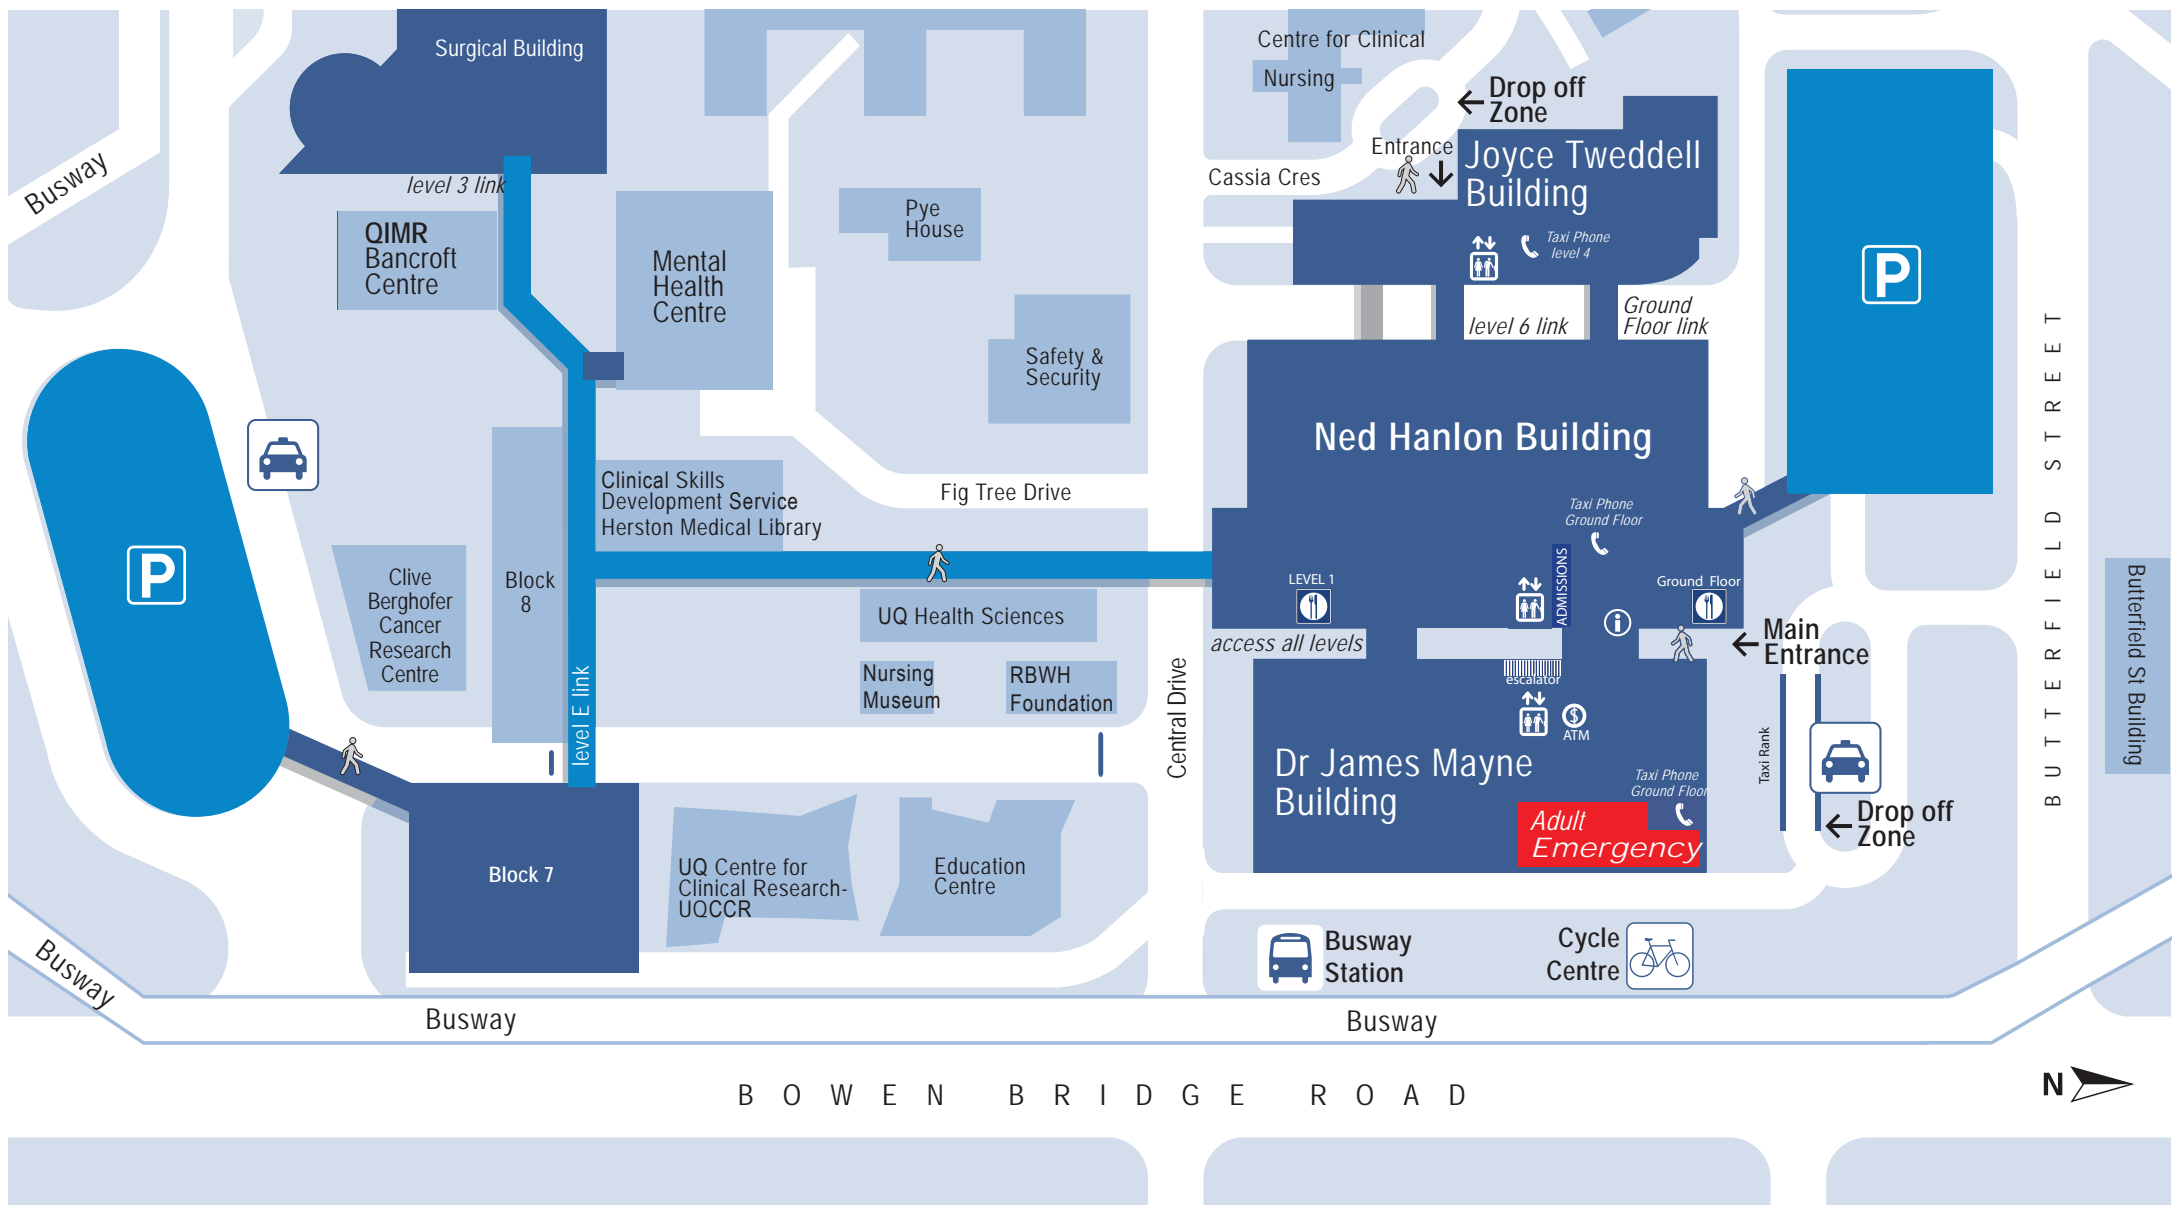 Surgical Building
Centre for Clinical
Nursing
Drop off
Zone
Entrance
Joyce Tweddell
Building
Cassia Cres
Busway
level 3 link
QIMR
Bancroft
Centre
Mental
Health
Centre
Pye
House
Taxi Phone
level 4
P
Ground
Floor link
level 6 link
Safety &
Security
BUTTERFIELD STREET
Ned Hanlon Building
Clinical Skills
Development Service
Herston Medical Library
Fig Tree Drive
Taxi Phone
Ground Floor
P
Clive
Berghofer
Cancer
Research
Centre
Block
8
LEVEL 1
ADMISSIONS
Ground Floor
i
UQ Health Sciences
access all levels
Main
Entrance
Butterfield St Building
Nursing
Museum
RBWH
Foundation
level E link
Central Drive
escalator
$
ATM
Taxi Rank
Dr James Mayne
Building
Taxi Phone
Ground Floor
Adult
Emergency
Drop off
Zone
Block 7
UQ Centre for
Clinical Research-
UQCCR
Education
Centre
Busway
Station
Cycle
Centre
Busway
Busway
Busway
BOWEN BRIDGE ROAD
N